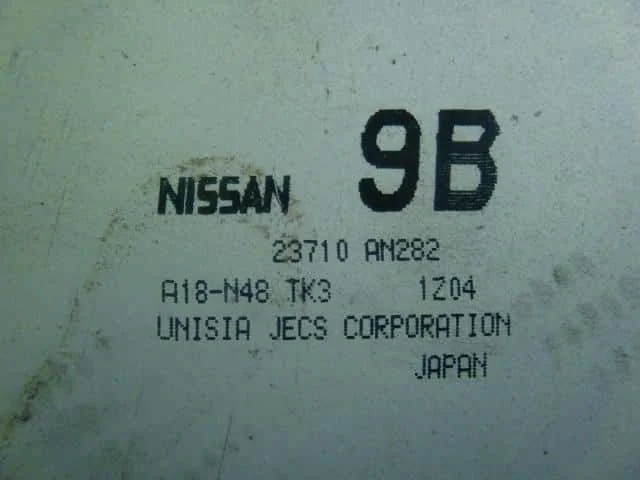 NISSAN 9B
23710 AN282
A18-N48 TK3 1Z04
UNISIA JECS CORPORATION
JAPAN